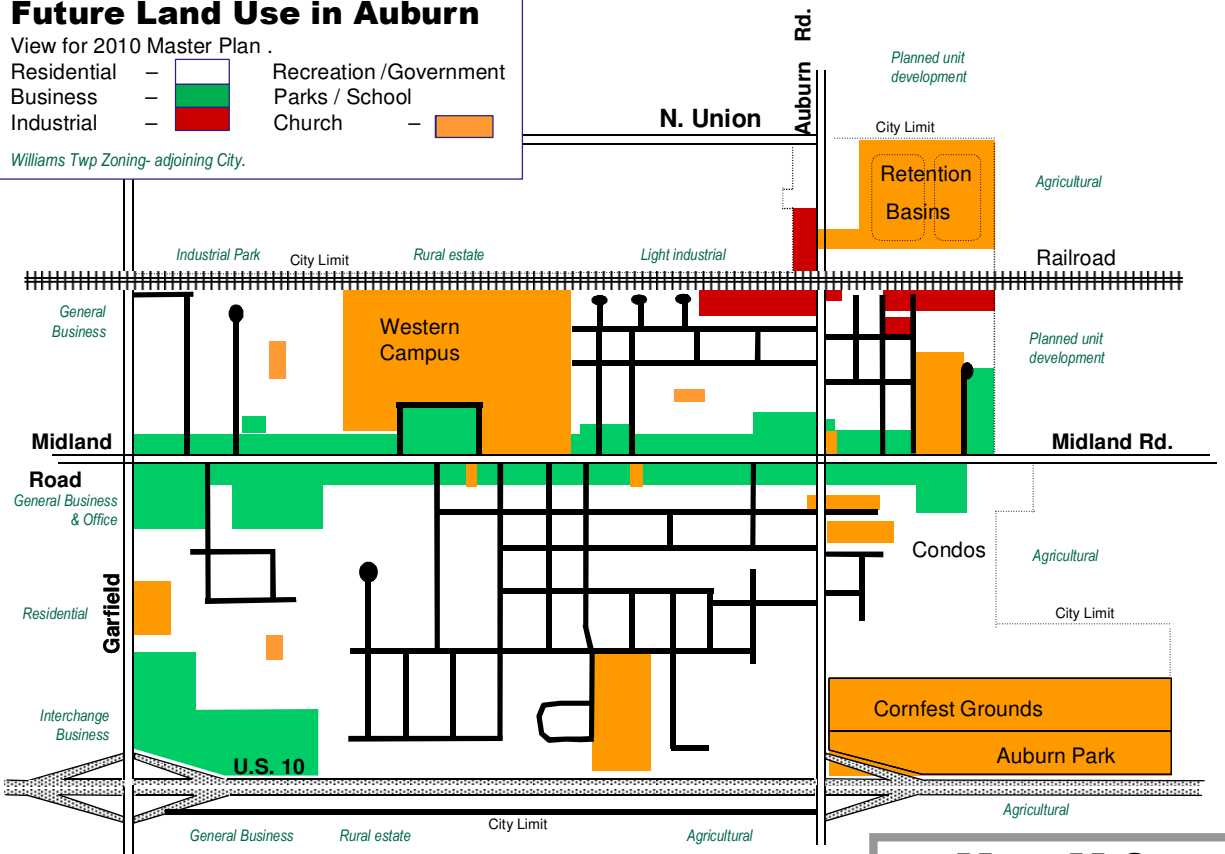 Future Land Use in Auburn
View for 2010 Master Plan .
Residential –
Recreation /Government
Business –
Parks / School
Industrial –
Church –
Williams Twp Zoning- adjoining City.
N. Union
Auburn Rd.
Planned unit
development
City Limit
Retention
Basins
Agricultural
Industrial Park
City Limit
Rural estate
Light industrial
Railroad
General
Business
Western
Campus
Planned unit
development
Midland
Road
Midland Rd.
General Business
& Office
Condos
Agricultural
Residential
Garfield
City Limit
Interchange
Business
Cornfest Grounds
Auburn Park
U.S. 10
City Limit
General Business
Rural estate
Agricultural
Agricultural